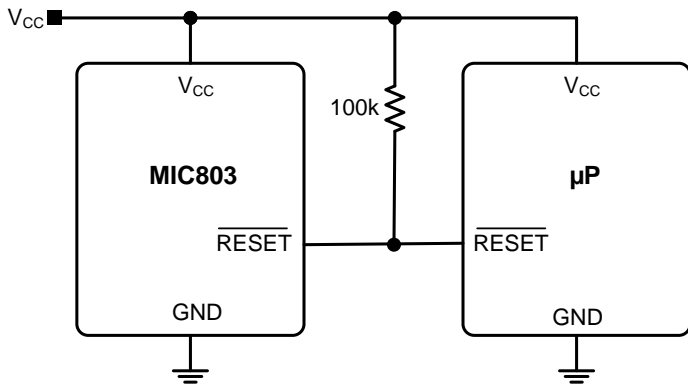 VCC
VCC
VCC
100k
MIC803
µP
RESET
RESET
GND
GND